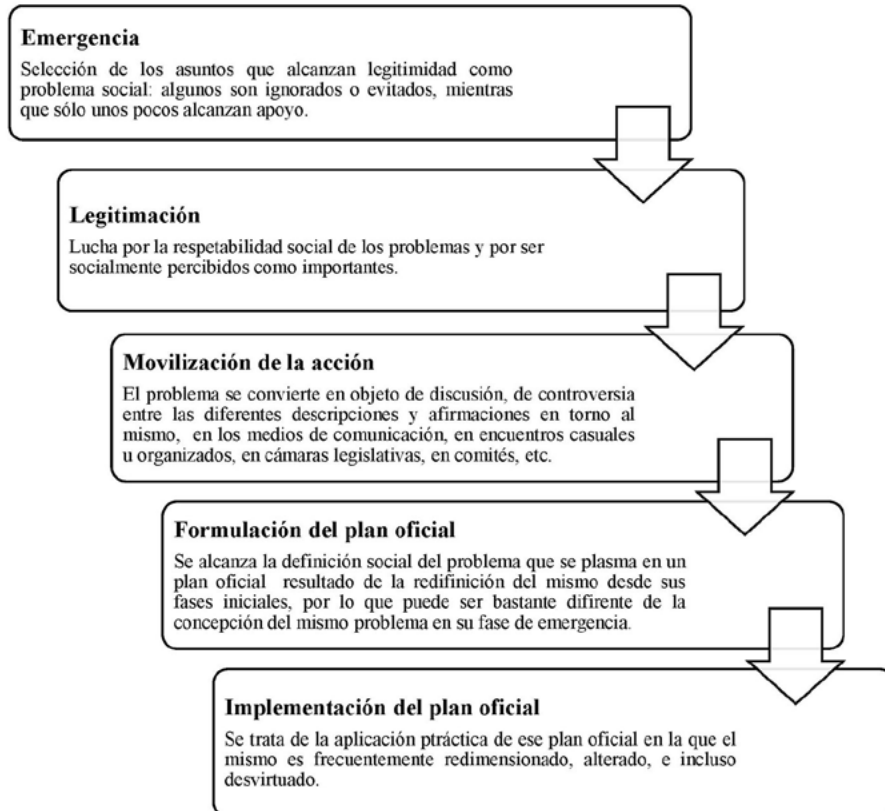 Emergencia
Selección de los asuntos que alcanzan legitimidad como
problema social: algunos son ignorados o evitados, mientras
que sólo unos pocos alcanzan apoyo.
Legitimación
Lucha por la respetabilidad social de los problemas y por ser
socialmente percibidos como importantes.
Movilización de la acción
El problema se convierte en objeto de discusión, de controversia
entre las diferentes descripciones y afirmaciones en torno al
mismo, en los medios de comunicación, en encuentros casuales
u organizados, en cámaras legislativas, en comités, etc.
Formulación del plan oficial
Se alcanza la definición social del problema que se plasma en un
plan oficial resultado de la redifinición del mismo desde sus
fases iniciales, por lo que puede ser bastante difirente de la
concepción del mismo problema en su fase de emergencia.
Implementación del plan oficial
Se trata de la aplicación ptráctica de ese plan oficial en la que el
mismo es frecuentemente redimensionado, alterado, e incluso
desvirtuado.